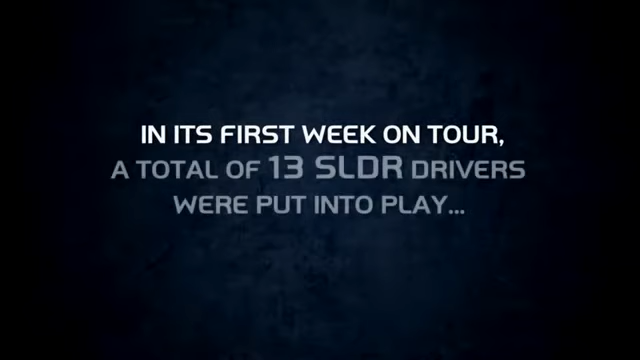 IN ITS FIRST WEEK ON TOUR,
A TOTAL OF 13 SLDR DRIVERS
WERE PUT INTO PLAY...